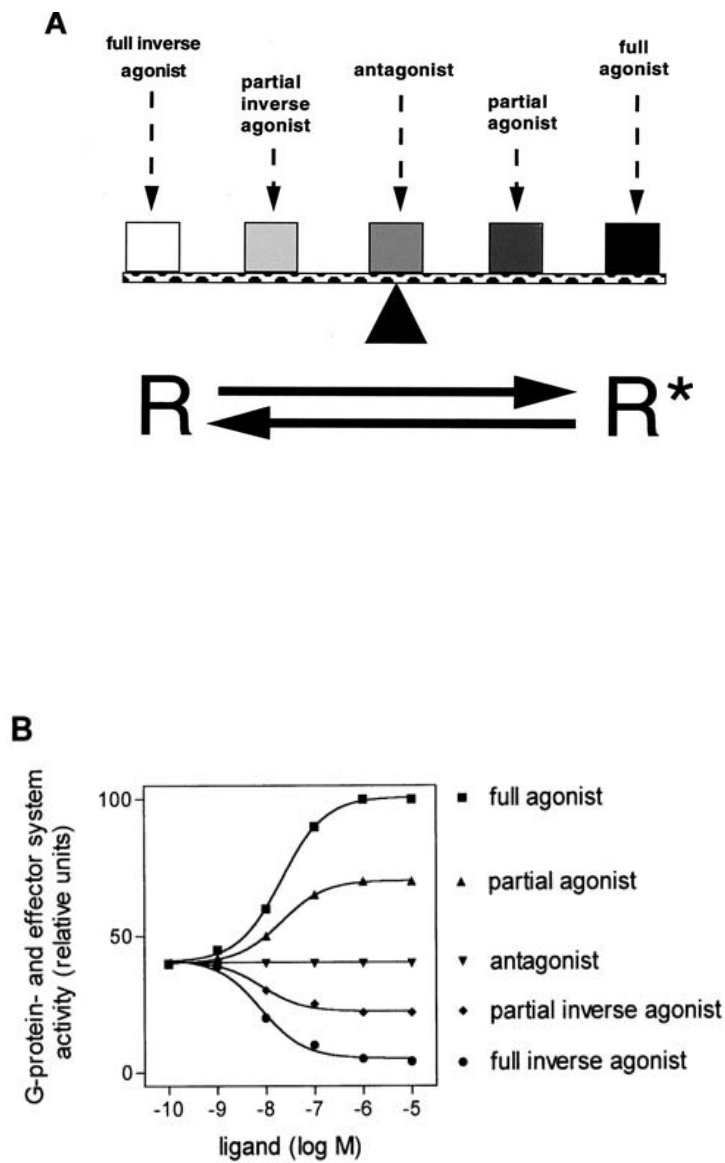 A
full inverse
agonist
partial
inverse
agonist
antagonist
partial
agonist
full
agonist
R
R*
B
G-protein- and effector system
activity (relative units)
100
50
0
-10 -9 -8 -7 -6 -5
ligand (log M)
full agonist
partial agonist
antagonist
partial inverse agonist
full inverse agonist